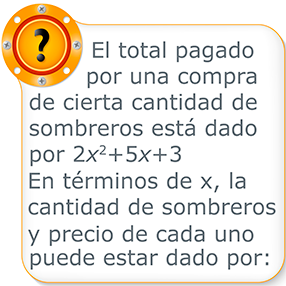 ?
El total pagado
por una compra
de cierta cantidad de
sombreros está dado
por 2x²+5x+3
En términos de x, la
cantidad de sombreros
y precio de cada uno
puede estar dado por: